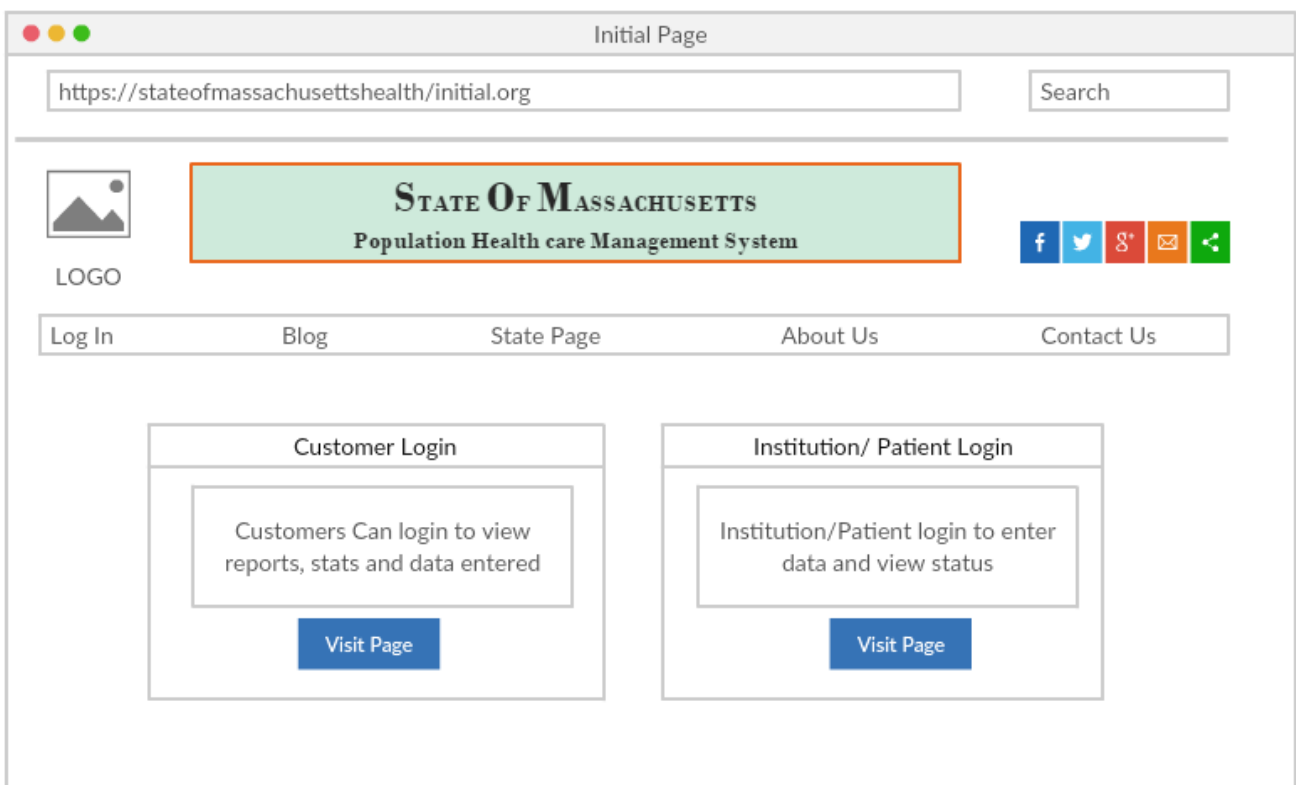 Initial Page
https://stateofmassachusettshealth/initial.org
Search
State Of Massachusetts
Population Health care Management System
f
g+
LOGO
Log In
Blog
State Page
About Us
Contact Us
Customer Login
Customers Can login to view
reports, stats and data entered
Visit Page
Institution/ Patient Login
Institution/Patient login to enter
data and view status
Visit Page